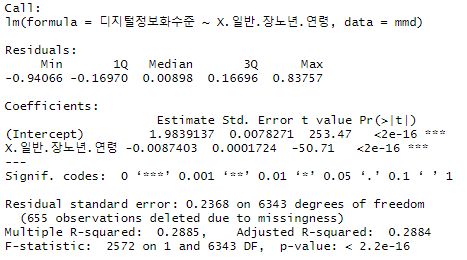 Call:
lm(formula = 디지털정보화수준 ~ X.일반.장노년.연령, data = mmd)
Residuals:
Min 1Q Median 3Q Max
-0.94066 -0.16970 0.00898 0.16696 0.83757
Coefficients:
Estimate Std. Error t value Pr(>|t|)
(Intercept) 1.9839137 0.0078271 253.47 <2e-16 ***
X.일반.장노년.연령 -0.0087403 0.0001724 -50.71 <2e-16 ***
---
Signif. codes: 0 ‘***’ 0.001 ‘**’ 0.01 ‘*’ 0.05 ‘.’ 0.1 ‘ ’ 1
Residual standard error: 0.2368 on 6343 degrees of freedom
(655 observations deleted due to missingness)
Multiple R-squared: 0.2885, Adjusted R-squared: 0.2884
F-statistic: 2572 on 1 and 6343 DF, p-value: < 2.2e-16